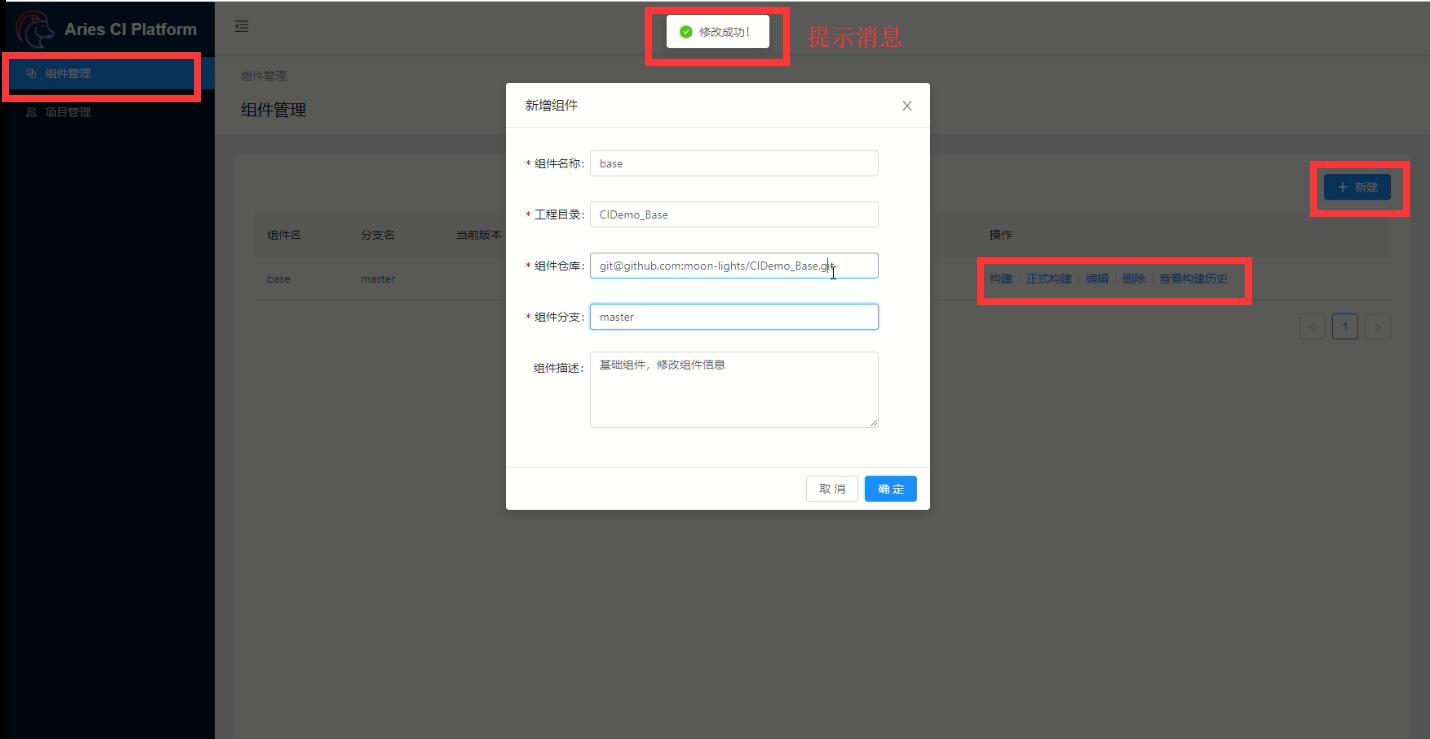 Aries CI Platform
修改成功！
提示消息
组件管理
项目管理
组件管理
组件管理
新建
组件名 分支名 当前版本 操作
base master 构建 正式构建 编辑 删除 查看构建历史
1
新增组件
* 组件名称: base
* 工程目录: CIDemo_Base
* 组件仓库: git@github.com:moon-lights/CIDemo_Base.git
* 组件分支: master
组件描述: 基础组件，修改组件信息
取 消 确 定